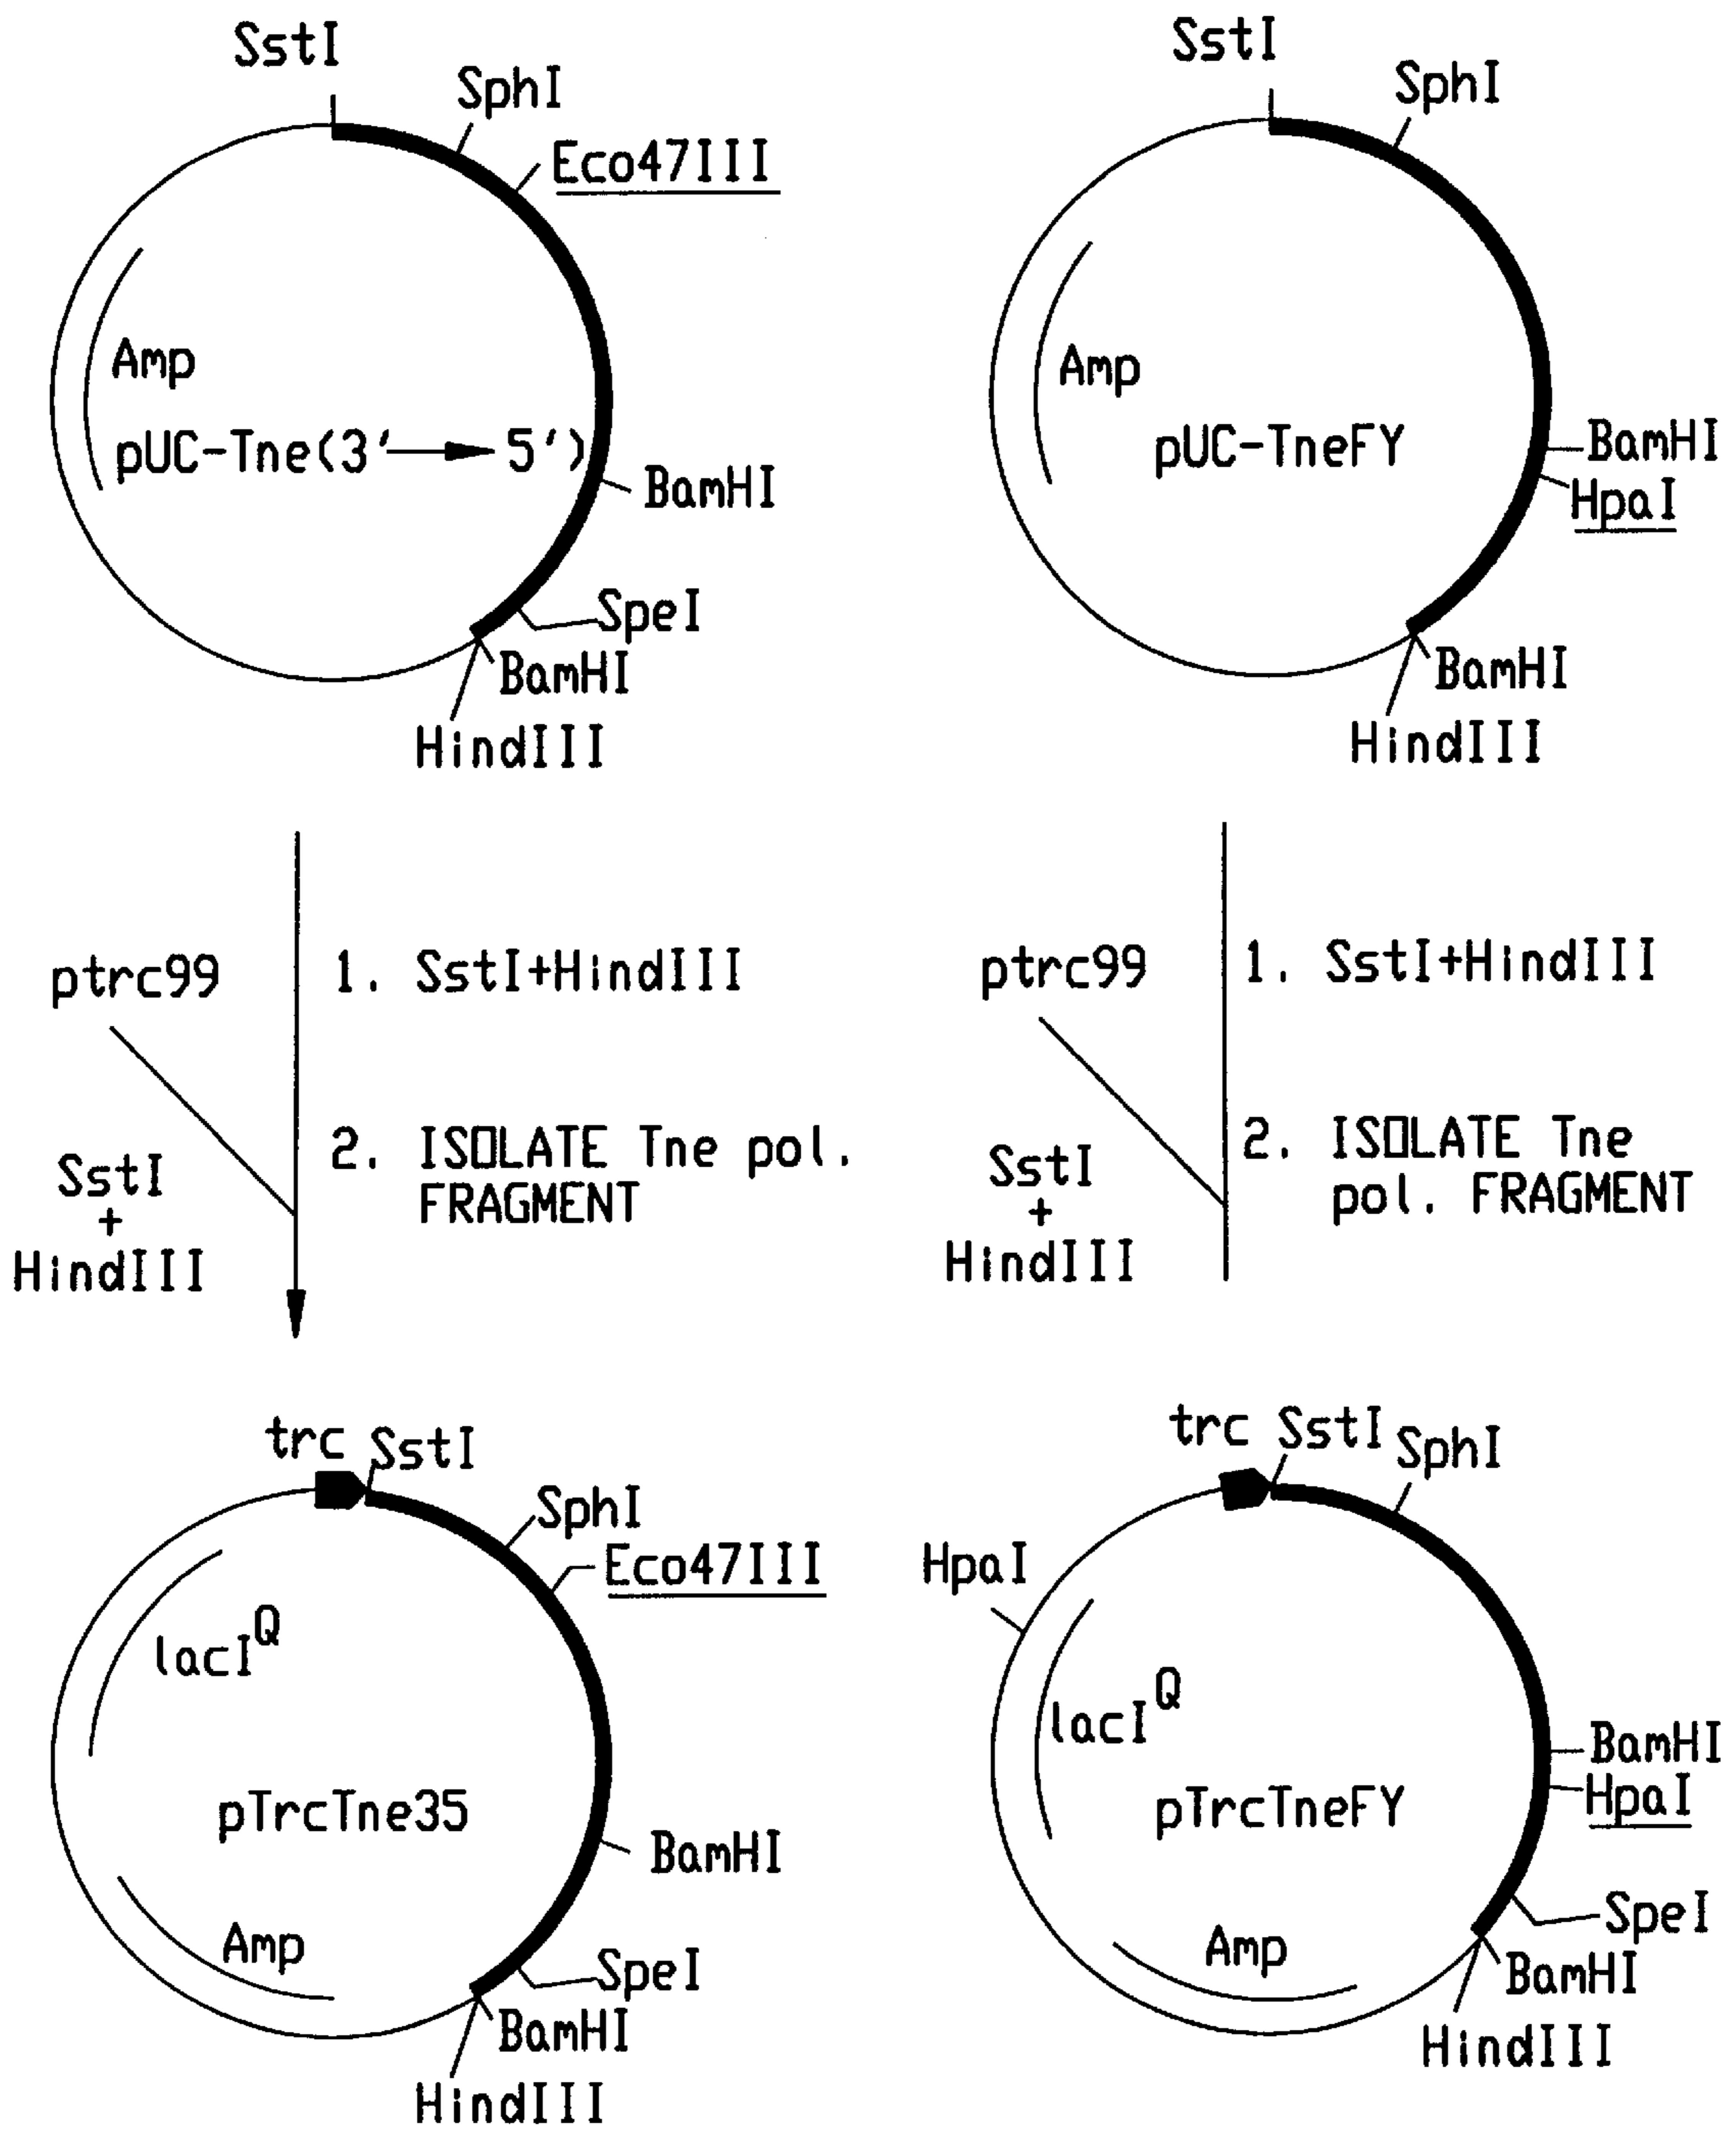 SstI
SphI
Eco47III
Amp
pUC-Tne(3' 5')
BamHI
SpeI
BamHI
HindIII
SstI
SphI
Amp
pUC-TneFY
BamHI
HpaI
BamHI
HindIII
ptrc99
1. SstI+HindIII
2. ISOLATE Tne pol.
FRAGMENT
SstI
+
HindIII
ptrc99
1. SstI+HindIII
2. ISOLATE Tne
pol. FRAGMENT
SstI
+
HindIII
trc SstI
SphI
Eco47III
lacI^Q
pTrcTne35
BamHI
Amp
SpeI
BamHI
HindIII
trc SstI
SphI
HpaI
lacI^Q
pTrcTneFY
BamHI
HpaI
Amp
SpeI
BamHI
HindIII